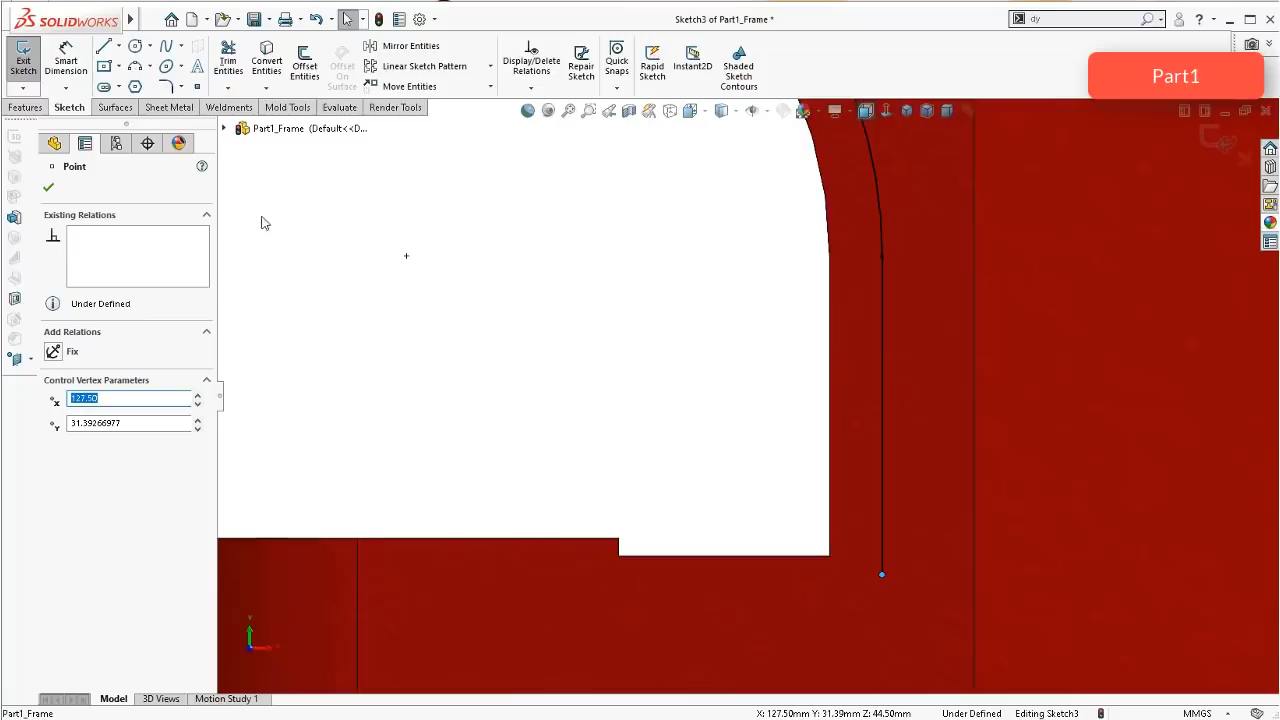 SOLIDWORKS
Sketch3 of Part1_Frame *
dy
Exit Sketch
Smart Dimension
Trim Entities
Convert Entities
Offset Entities
Offset On Surface
Mirror Entities
Linear Sketch Pattern
Move Entities
Display/Delete Relations
Repair Sketch
Quick Snaps
Rapid Sketch
Instant2D
Shaded Sketch Contours
Part1
Features
Sketch
Surfaces
Sheet Metal
Weldments
Mold Tools
Evaluate
Render Tools
Part1_Frame (Default<<D...
Point
Existing Relations
Under Defined
Add Relations
Fix
Control Vertex Parameters
127.50
31.39266977
Model
3D Views
Motion Study 1
Part1_Frame
X: 127.50mm Y: 31.39mm Z: 44.50mm
Under Defined
Editing Sketch3
MMGS